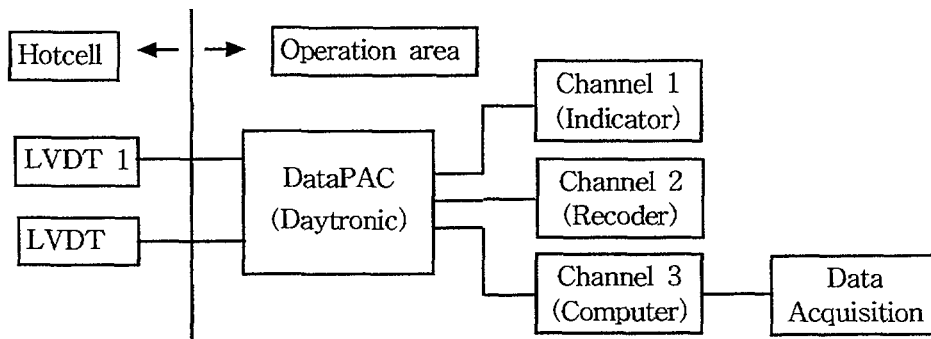 Hotcell
Operation area
LVDT 1
LVDT
DataPAC
(Daytronic)
Channel 1
(Indicator)
Channel 2
(Recoder)
Channel 3
(Computer)
Data
Acquisition